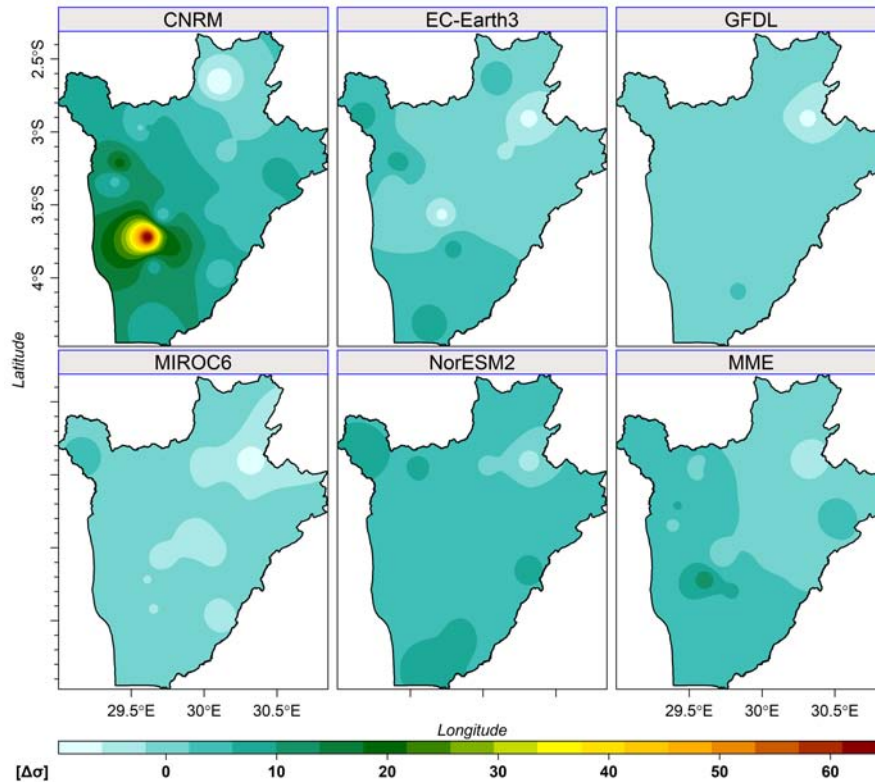 CNRM EC-Earth3 GFDL
2.5°S
3°S
3.5°S
4°S
Latitude
MIROC6 NorESM2 MME
29.5°E 30°E 30.5°E 29.5°E 30°E 30.5°E
Longitude
[Δσ] 0 10 20 30 40 50 60